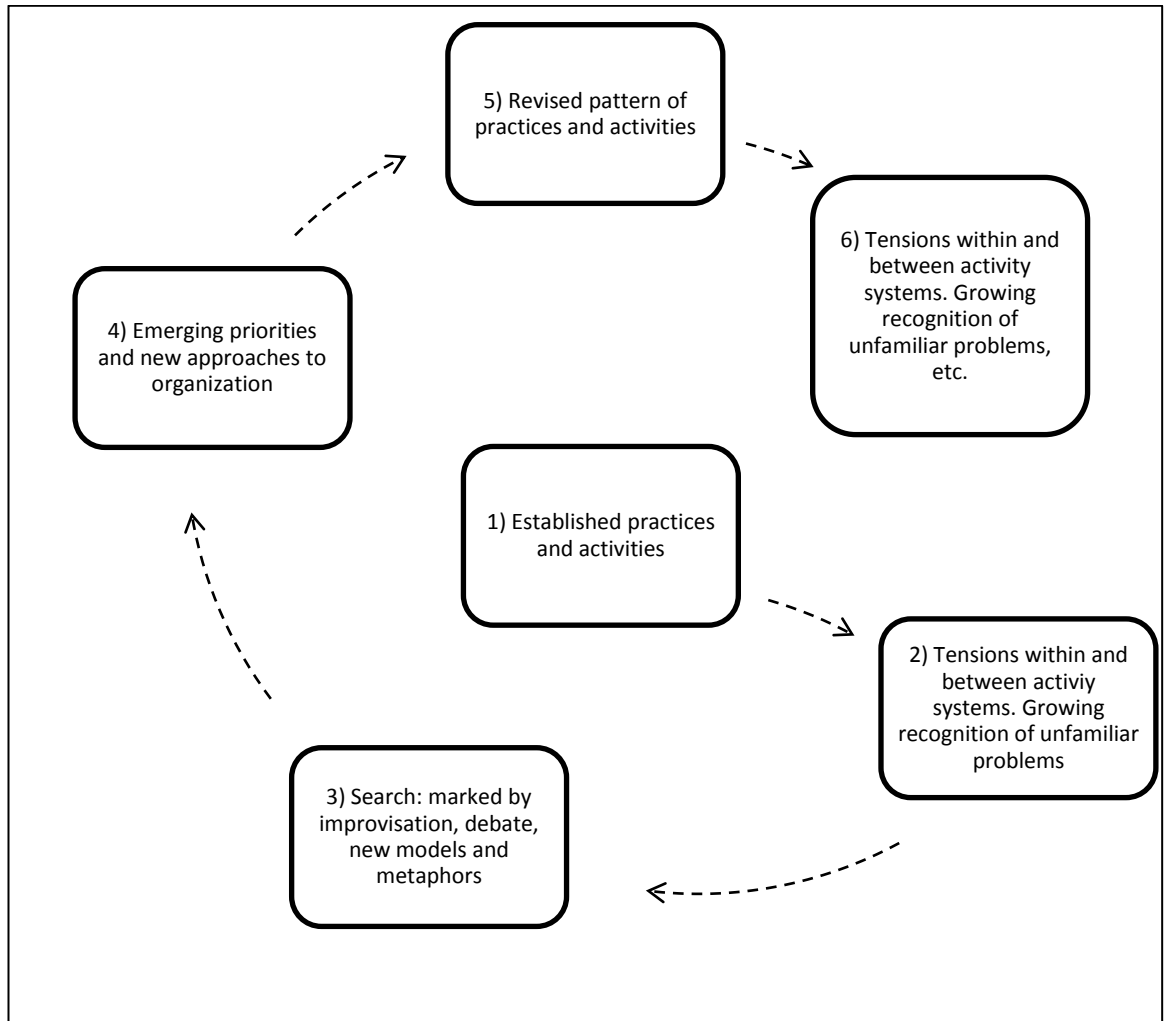 5) Revised pattern of
practices and activities
6) Tensions within and
between activity
systems. Growing
recognition of
unfamiliar problems,
etc.
4) Emerging priorities
and new approaches to
organization
1) Established practices
and activities
2) Tensions within and
between activiy
systems. Growing
recognition of unfamiliar
problems
3) Search: marked by
improvisation, debate,
new models and
metaphors